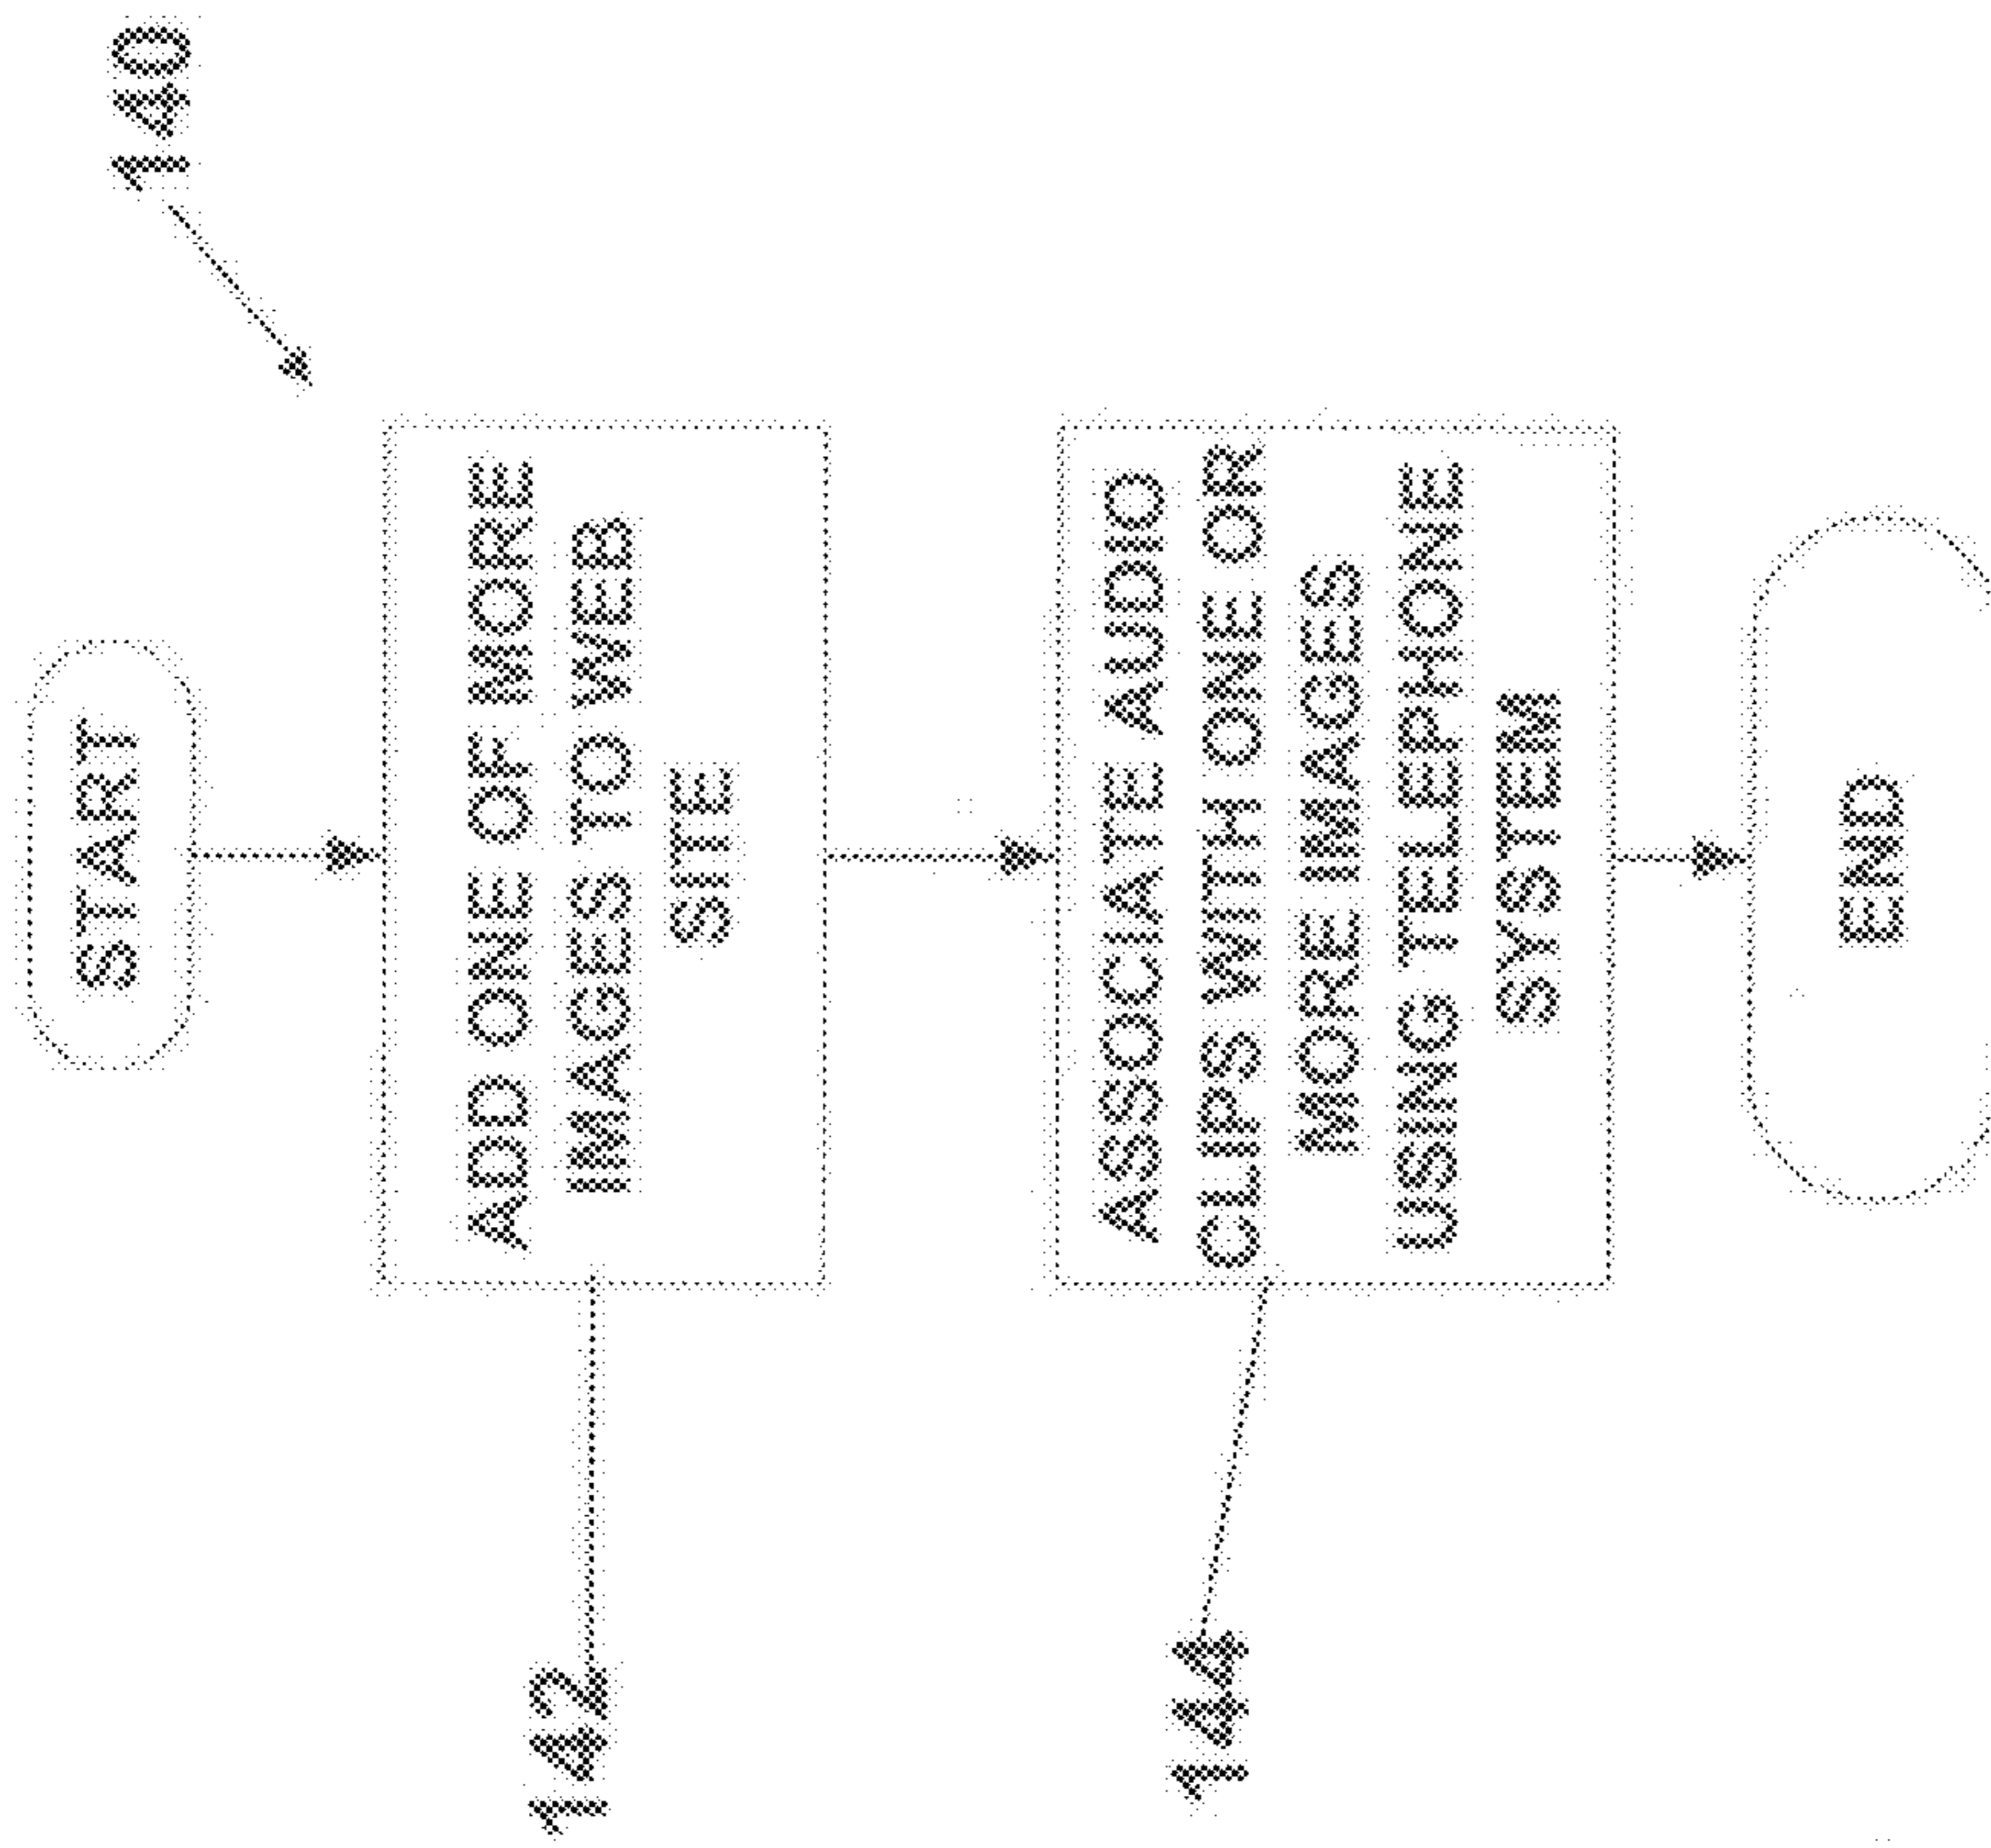 140
START
142
ADD ONE OF MORE
IMAGES TO WEB
SITE
144
ASSOCIATE AUDIO
CLIPS WITH ONE OR
MORE IMAGES
USING TELEPHONE
SYSTEM
END